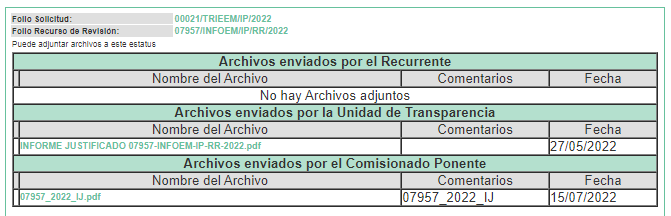 Folio Solicitud: 00021/TRIEEM/IP/2022
Folio Recurso de Revisión: 07957/INFOEM/IP/RR/2022
Puede adjuntar archivos a este estatus
Archivos enviados por el Recurrente
Nombre del Archivo Comentarios Fecha
No hay Archivos adjuntos
Archivos enviados por la Unidad de Transparencia
Nombre del Archivo Comentarios Fecha
INFORME JUSTIFICADO 07957-INFOEM-IP-RR-2022.pdf 27/05/2022
Archivos enviados por el Comisionado Ponente
Nombre del Archivo Comentarios Fecha
07957_2022_IJ.pdf 07957_2022_IJ 15/07/2022